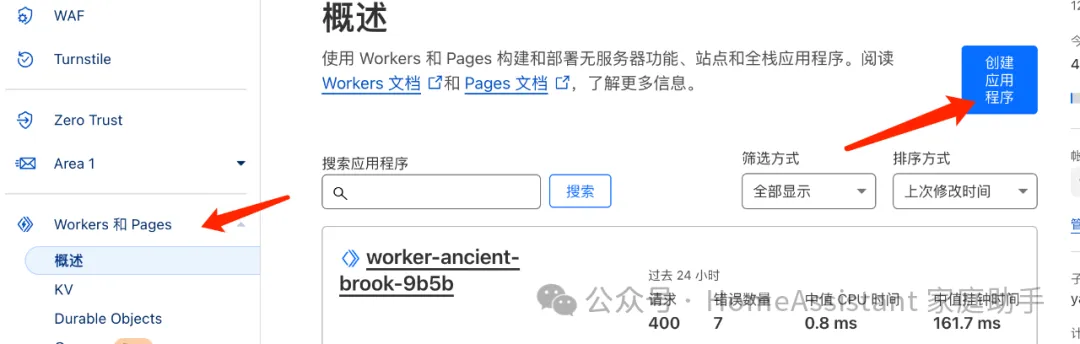 WAF
Turnstile
Zero Trust
Area 1
Workers 和 Pages
概述
KV
Durable Objects
概述
使用 Workers 和 Pages 构建和部署无服务器功能、站点和全栈应用程序。阅读
Workers 文档 和 Pages 文档 ，了解更多信息。
创建
应用
程序
搜索应用程序
搜索
筛选方式
全部显示
排序方式
上次修改时间
worker-ancient-
brook-9b5b
过去 24 小时
请求
400
错误数量
7
中值 CPU 时间
0.8 ms
中值挂钟时间
161.7 ms
公众号 · HomeAssistant 家庭助手